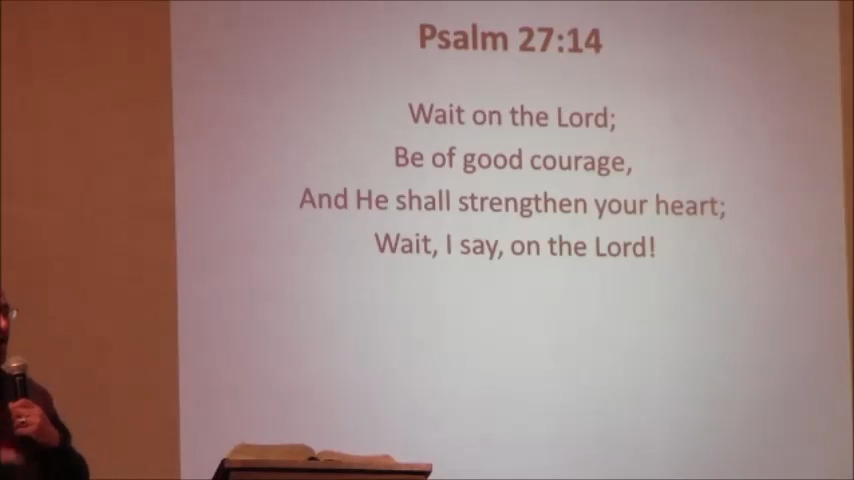 Psalm 27:14
Wait on the Lord;
Be of good courage,
And He shall strengthen your heart;
Wait, I say, on the Lord!